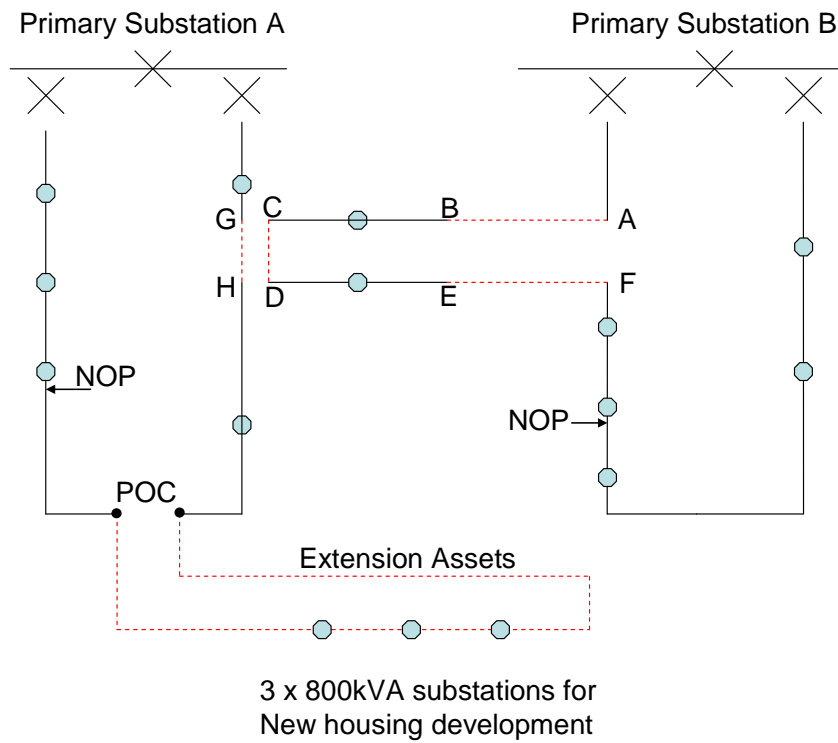 Primary Substation A
Primary Substation B
G
C
B
A
H
D
E
F
NOP
NOP
POC
Extension Assets
3 x 800kVA substations for
New housing development